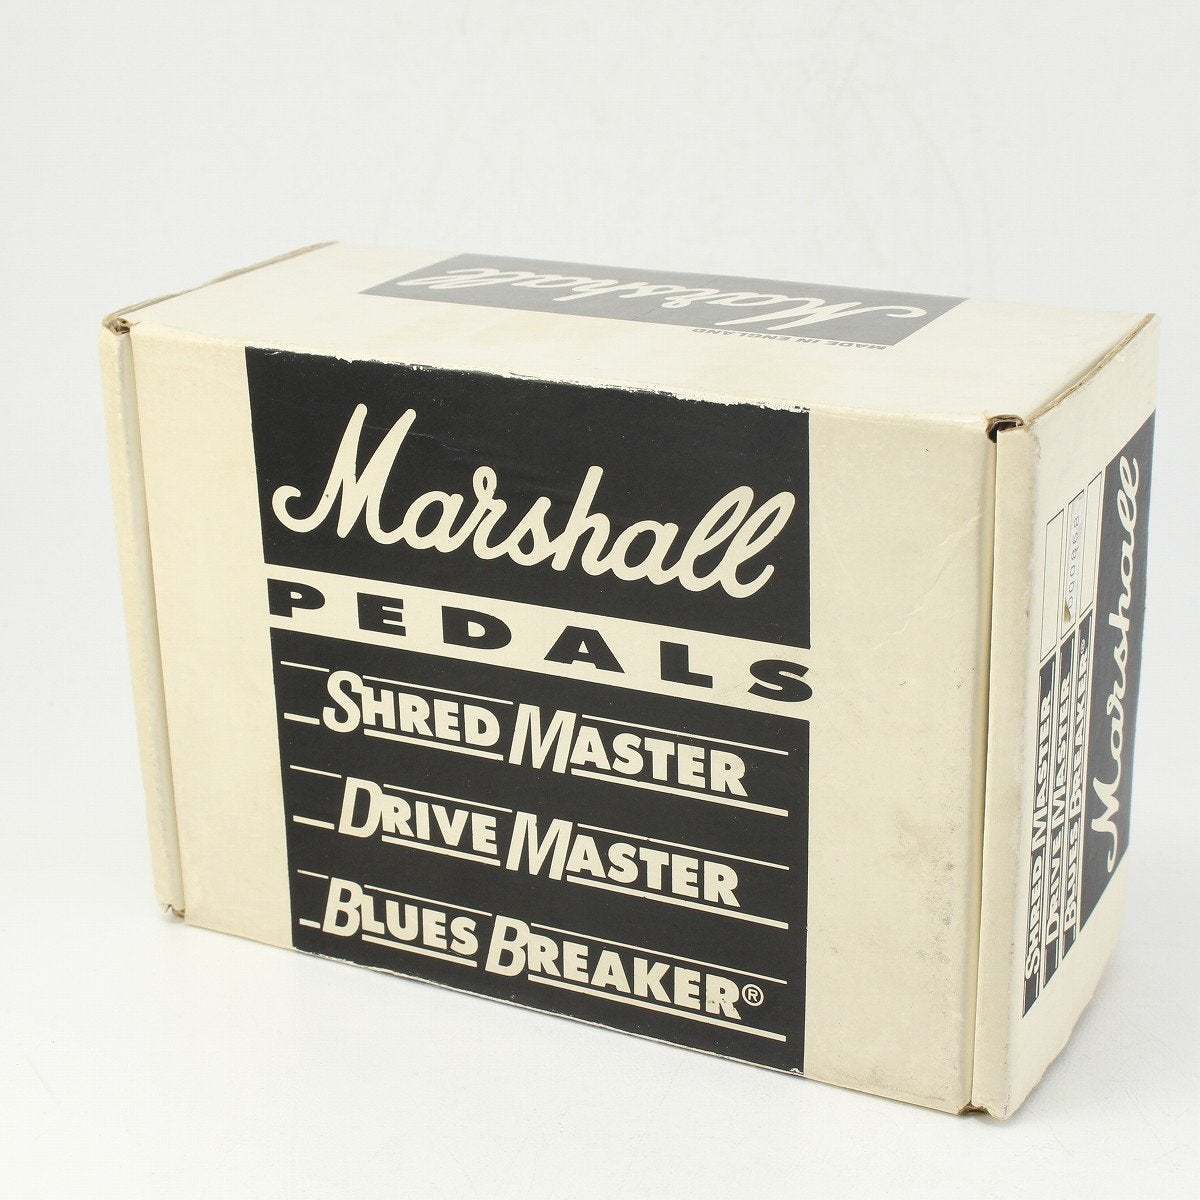 Marshall
MADE IN ENGLAND
Marshall
PEDALS
SHRED MASTER
DRIVE MASTER
BLUES BREAKER®
Marshall
SHRED MASTER
DRIVE MASTER
BLUES BREAKER®